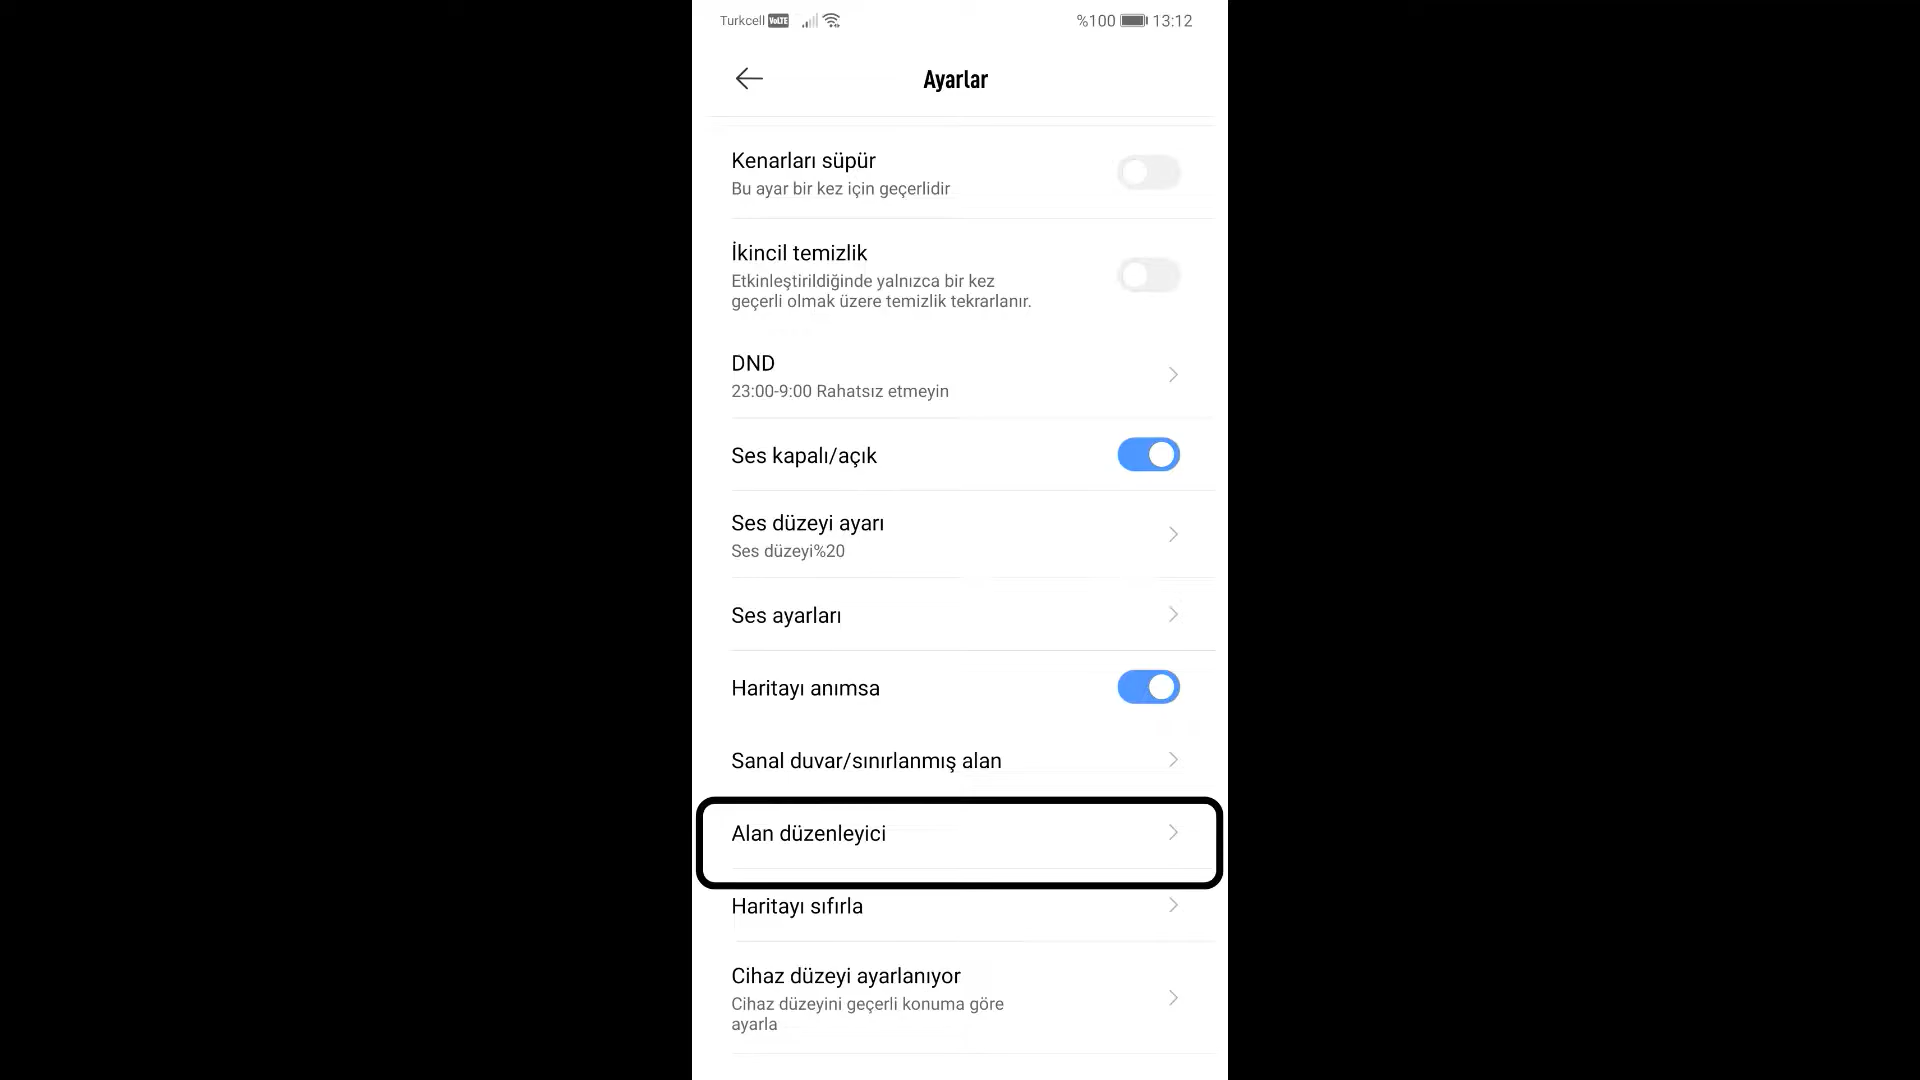 Turkcell VoLTE %100 13:12
Ayarlar
Kenarları süpür
Bu ayar bir kez için geçerlidir
İkincil temizlik
Etkinleştirildiğinde yalnızca bir kez
geçerli olmak üzere temizlik tekrarlanır.
DND
23:00-9:00 Rahatsız etmeyin
Ses kapalı/açık
Ses düzeyi ayarı
Ses düzeyi%20
Ses ayarları
Haritayı anımsa
Sanal duvar/sınırlanmış alan
Alan düzenleyici
Haritayı sıfırla
Cihaz düzeyi ayarlanıyor
Cihaz düzeyini geçerli konuma göre
ayarla